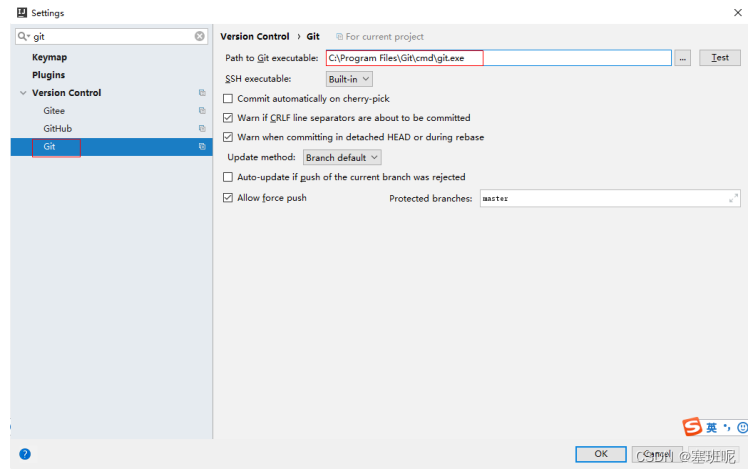 Settings
git
Keymap
Plugins
Version Control
Gitee
GitHub
Git
Version Control › Git For current project
Path to Git executable: C:\Program Files\Git\cmd\git.exe ... Test
SSH executable: Built-in
Commit automatically on cherry-pick
Warn if CRLF line separators are about to be committed
Warn when committing in detached HEAD or during rebase
Update method: Branch default
Auto-update if push of the current branch was rejected
Allow force push Protected branches: master
S 英
? OK Cancel
CSDN @塞班呢